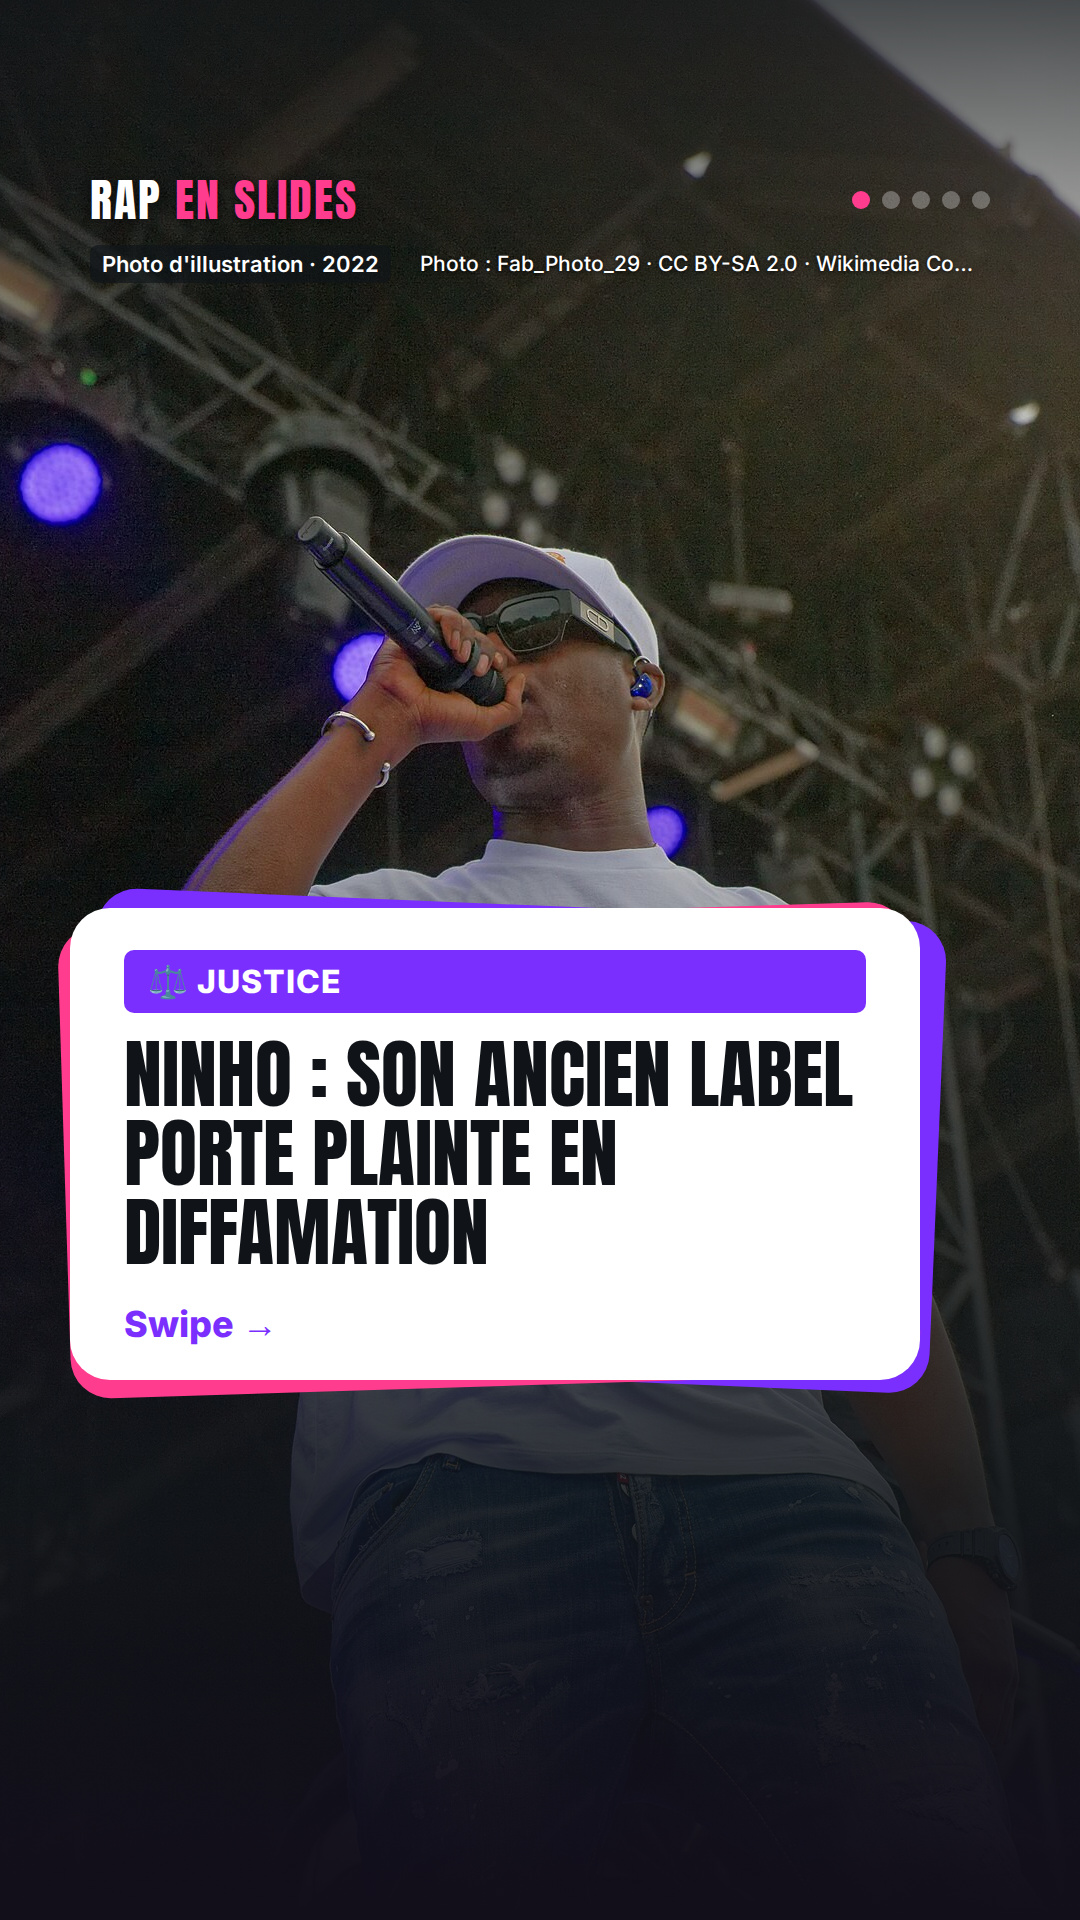 RAP EN SLIDES
Photo d'illustration · 2022
Photo : Fab_Photo_29 · CC BY-SA 2.0 · Wikimedia Co...
⚖️ JUSTICE
NINHO : SON ANCIEN LABEL
PORTE PLAINTE EN
DIFFAMATION
Swipe →